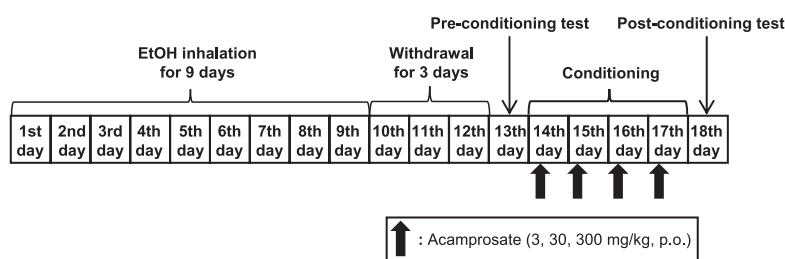 Pre-conditioning test
Post-conditioning test
EtOH inhalation
for 9 days
Withdrawal
for 3 days
Conditioning
1st day
2nd day
3rd day
4th day
5th day
6th day
7th day
8th day
9th day
10th day
11th day
12th day
13th day
14th day
15th day
16th day
17th day
18th day
: Acamprosate (3, 30, 300 mg/kg, p.o.)